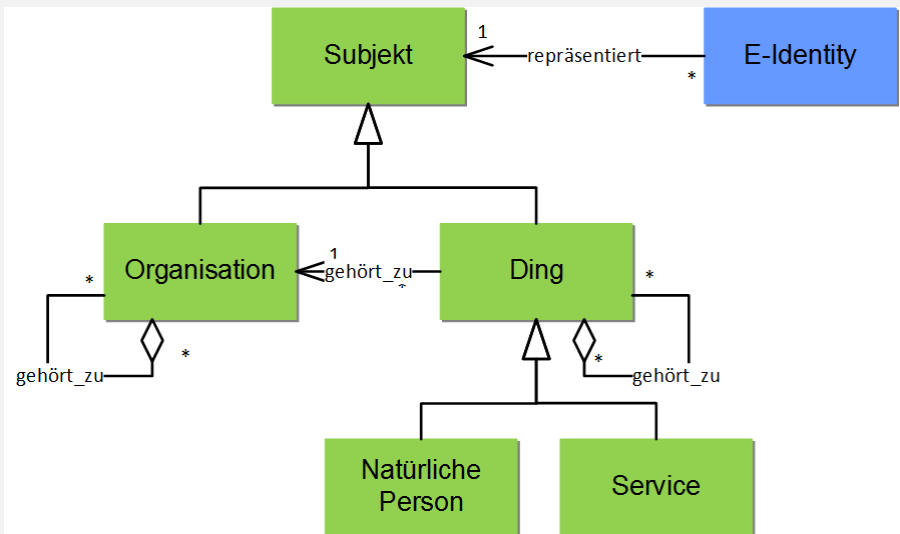 1
Subjekt
repräsentiert
E-Identity
*
Organisation
1
gehört_zu
*
Ding
*
*
gehört_zu
*
*
gehört_zu
Natürliche
Person
Service